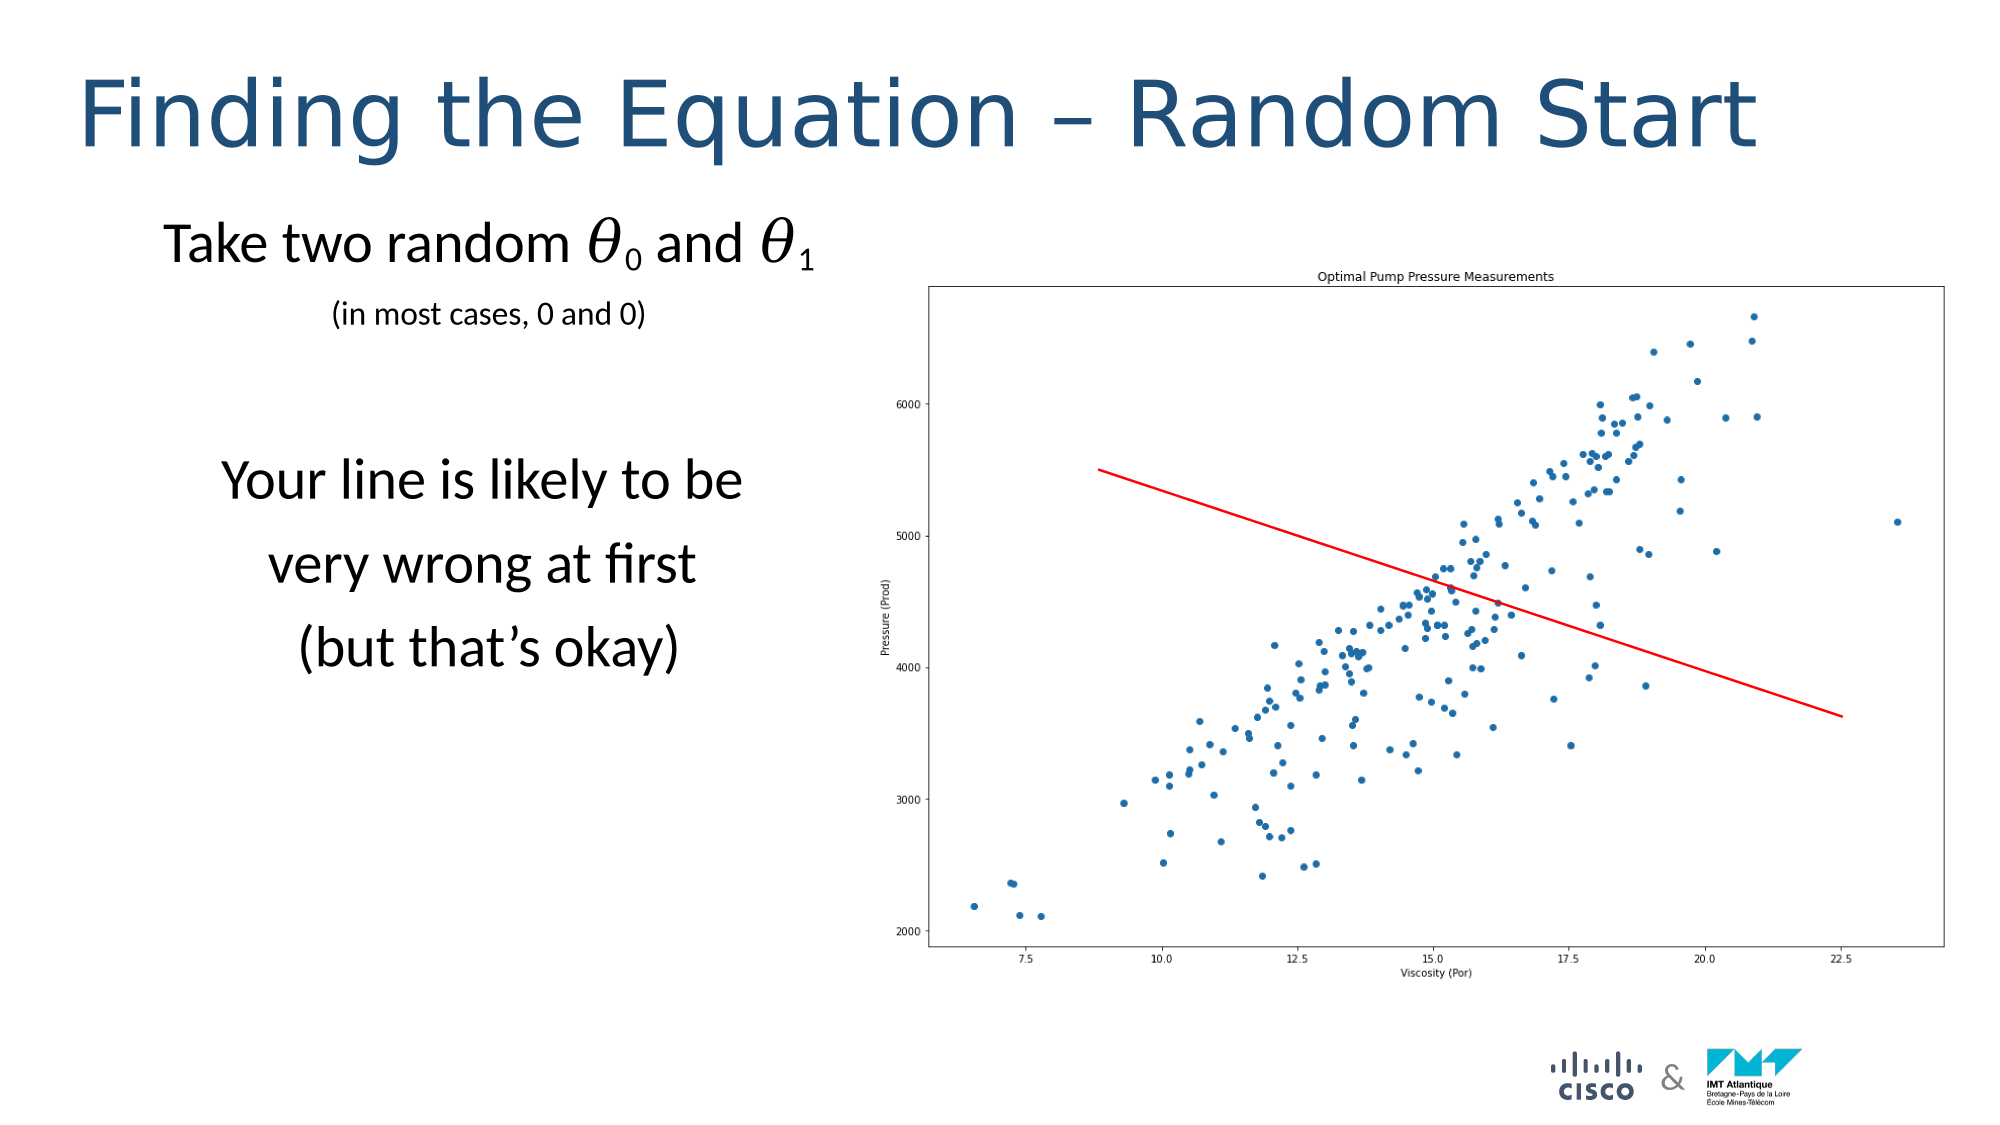 Finding the Equation – Random Start
Take two random θ0 and θ1
(in most cases, 0 and 0)
Your line is likely to be
very wrong at first
(but that’s okay)
Optimal Pump Pressure Measurements
6000
5000
4000
3000
2000
Pressure (Prod)
7.5 10.0 12.5 15.0 17.5 20.0 22.5
Viscosity (Por)
CISCO & IMT Atlantique
Bretagne-Pays de la Loire
École Mines-Télécom